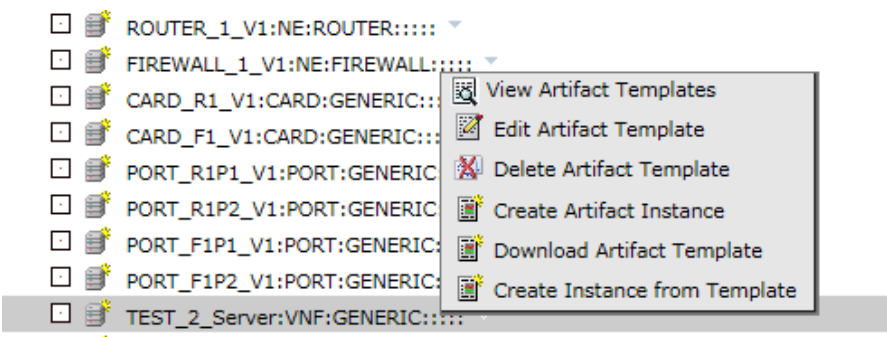 ROUTER_1_V1:NE:ROUTER:::::
FIREWALL_1_V1:NE:FIREWALL:::::
CARD_R1_V1:CARD:GENERIC:::
CARD_F1_V1:CARD:GENERIC:::
PORT_R1P1_V1:PORT:GENERIC
PORT_R1P2_V1:PORT:GENERIC
PORT_F1P1_V1:PORT:GENERIC:
PORT_F1P2_V1:PORT:GENERIC:
TEST_2_Server:VNF:GENERIC:::::
View Artifact Templates
Edit Artifact Template
Delete Artifact Template
Create Artifact Instance
Download Artifact Template
Create Instance from Template